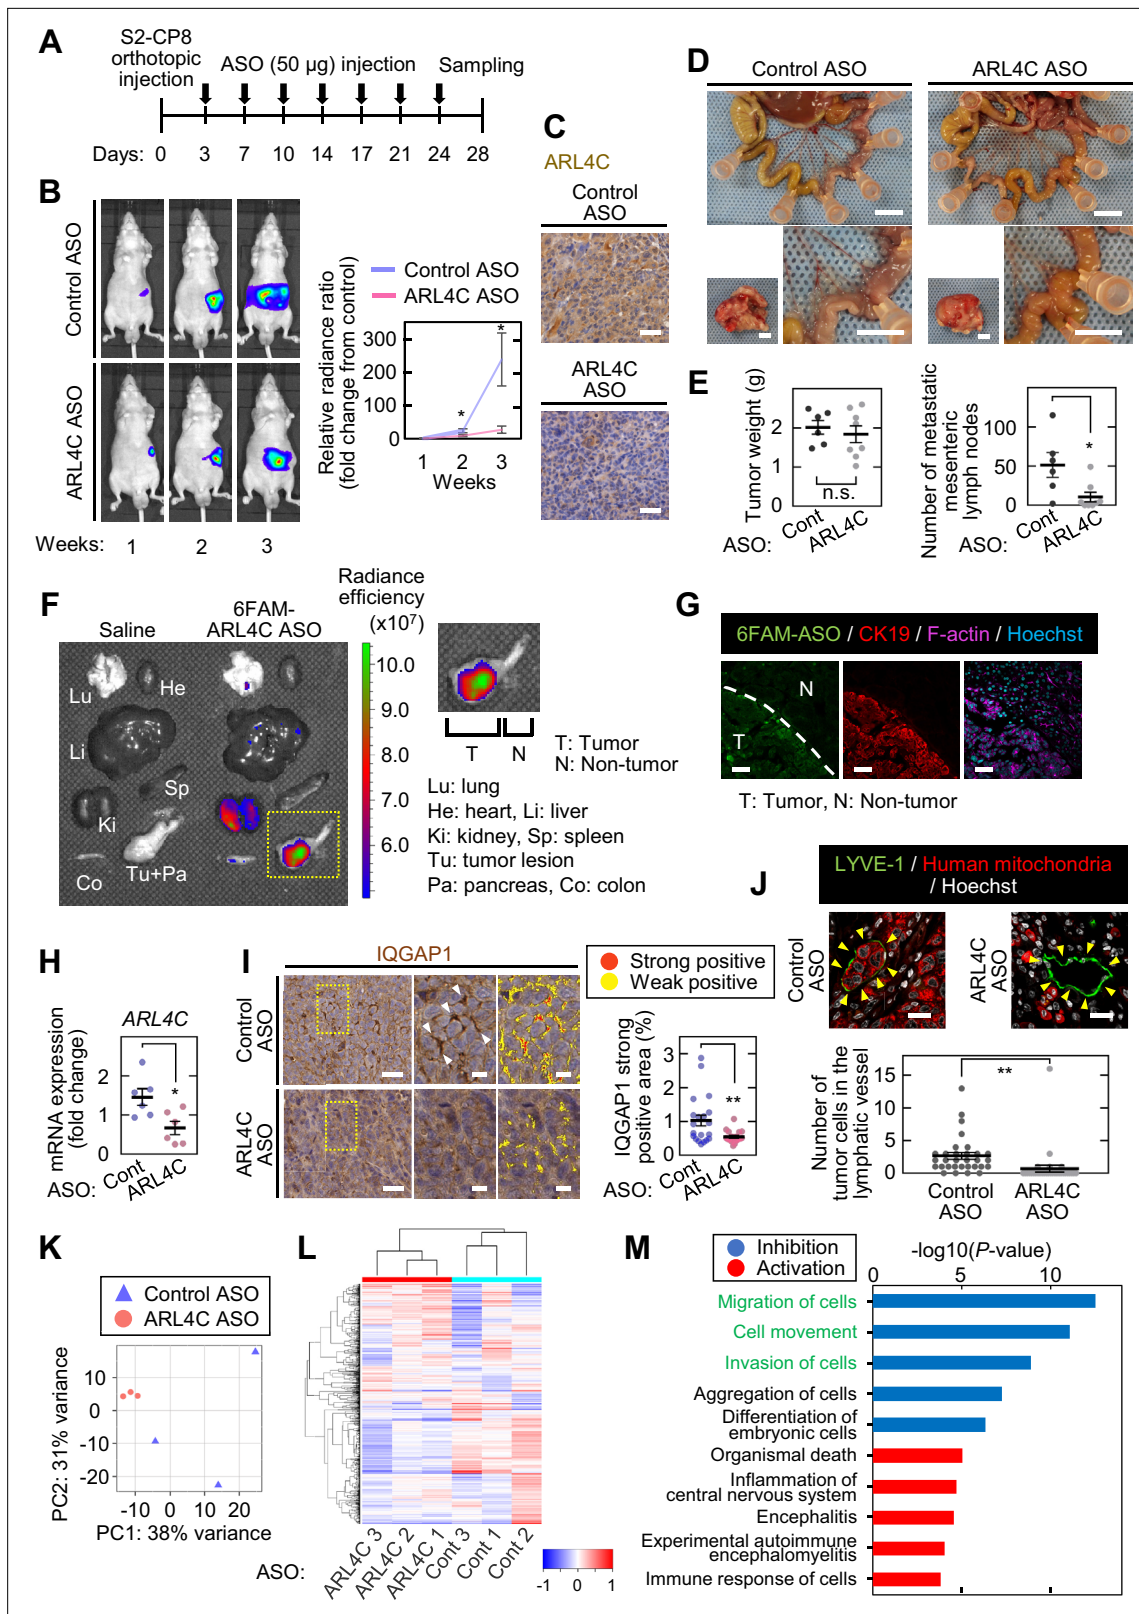 A
S2-CP8
orthotopic
injection
ASO (50 µg) injection
Sampling
Days: 0 3 7 10 14 17 21 24 28
B
Control ASO
ARL4C ASO
Weeks: 1 2 3
Control ASO
ARL4C ASO
Relative radiance ratio
(fold change from control)
300
200
100
0
*
*
1 2 3
Weeks
C
ARL4C
Control
ASO
ARL4C
ASO
D
Control ASO
ARL4C ASO
E
Tumor weight (g)
3
2
1
0
n.s.
ASO: Cont ARL4C
Number of metastatic
mesenteric
lymph nodes
100
50
0
*
ASO: Cont ARL4C
F
Saline
6FAM-
ARL4C ASO
Lu
He
Li
Sp
Ki
Co
Tu+Pa
Radiance
efficiency
(x10⁷)
10.0
9.0
8.0
7.0
6.0
T N
T: Tumor
N: Non-tumor
Lu: lung
He: heart, Li: liver
Ki: kidney, Sp: spleen
Tu: tumor lesion
Pa: pancreas, Co: colon
G
6FAM-ASO / CK19 / F-actin / Hoechst
N
T
T: Tumor, N: Non-tumor
H
ARL4C
mRNA expression
(fold change)
2
1
0
*
ASO: Cont ARL4C
I
IQGAP1
Control
ASO
ARL4C
ASO
Strong positive
Weak positive
IQGAP1 strong
positive area (%)
3
2
1
0
**
ASO: Cont ARL4C
J
LYVE-1 / Human mitochondria
/ Hoechst
Control
ASO
ARL4C
ASO
Number of
tumor cells in the
lymphatic vessel
15
10
5
0
**
Control
ASO
ARL4C
ASO
K
Control ASO
ARL4C ASO
PC2: 31% variance
10
0
-10
-20
-10 0 10 20
PC1: 38% variance
L
ASO: ARL4C 3 ARL4C 2 ARL4C 1 Cont 3 Cont 1 Cont 2
-1 0 1
M
Inhibition
Activation
-log10(P-value)
0 5 10
Migration of cells
Cell movement
Invasion of cells
Aggregation of cells
Differentiation of
embryonic cells
Organismal death
Inflammation of
central nervous system
Encephalitis
Experimental autoimmune
encephalomyelitis
Immune response of cells